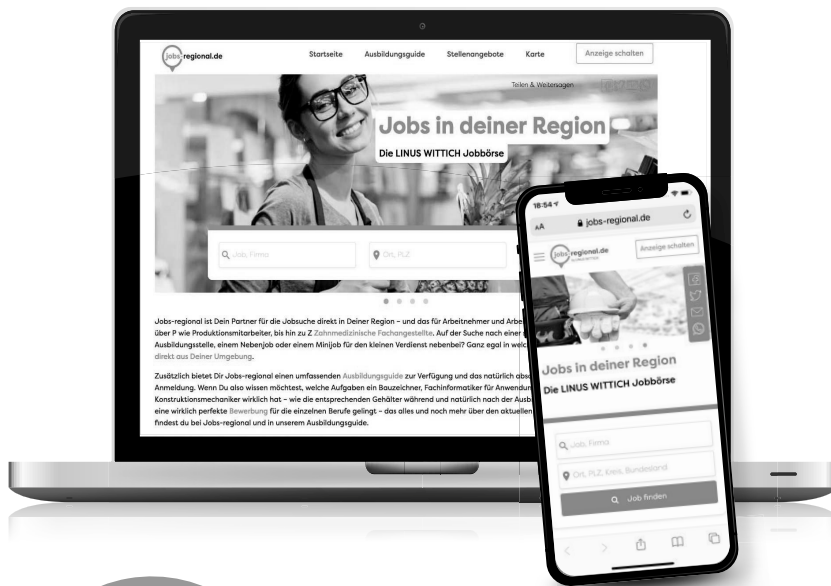 jobs-regional.de
Startseite
Ausbildungsguide
Stellenangebote
Karte
Anzeige schalten
Teilen & Weitersagen
Jobs in deiner Region
Die LINUS WITTICH Jobbörse
Job, Firma
Ort, PLZ
Jobs-regional ist Dein Partner für die Jobsuche direkt in Deiner Region – und das für Arbeitnehmer und
über P wie Produktionsmitarbeiter, bis hin zu Z Zahnmedizinische Fachangestellte. Auf der Suche nach einer
Ausbildungsstelle, einem Nebenjob oder einem Minijob für den kleinen Verdienst nebenbei? Ganz egal in
direkt aus Deiner Umgebung.
Zusätzlich bietet Dir Jobs-regional einen umfassenden Ausbildungsguide zur Verfügung und das natürlich
Anmeldung. Wenn Du also wissen möchtest, welche Aufgaben ein Bauzeichner, Fachinformatiker für
Konstruktionsmechaniker wirklich hat – wie die entsprechenden Gehälter während und natürlich nach der
eine wirklich perfekte Bewerbung für die einzelnen Berufe gelingt – das alles und noch mehr über den aktuellen
findest du bei Jobs-regional und in unserem Ausbildungsguide.
18:54
AA jobs-regional.de
jobs-regional.de
Anzeige schalten
Jobs in deiner Region
Die LINUS WITTICH Jobbörse
Job, Firma
Ort, PLZ, Kreis, Bundesland
Job finden